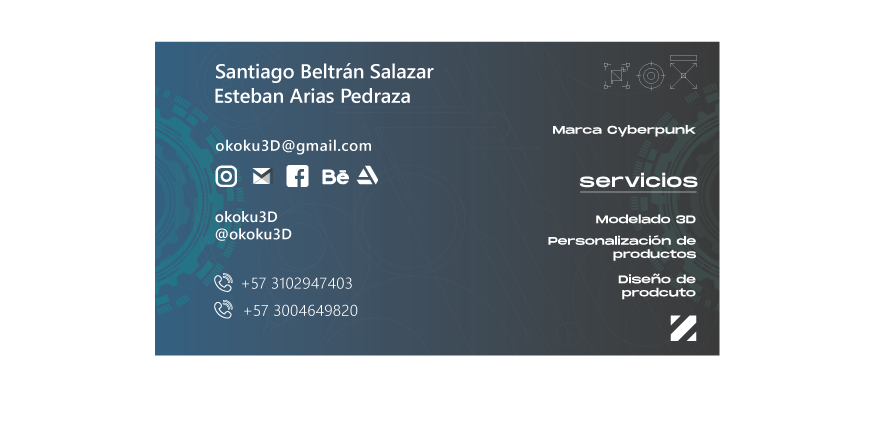 Santiago Beltrán Salazar
Esteban Arias Pedraza
okoku3D@gmail.com
Bē
okoku3D
@okoku3D
+57 3102947403
+57 3004649820
Marca Cyberpunk
servicios
Modelado 3D
Personalización de
productos
Diseño de
prodcuto